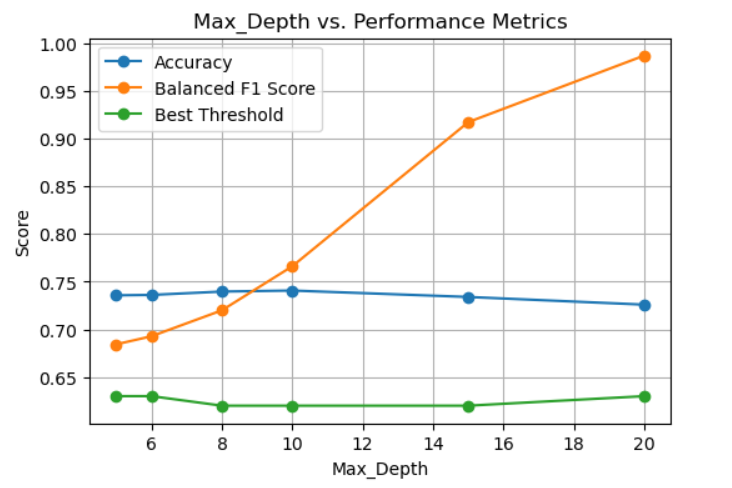 Max_Depth vs. Performance Metrics
Accuracy
Balanced F1 Score
Best Threshold
Score
1.00
0.95
0.90
0.85
0.80
0.75
0.70
0.65
6 8 10 12 14 16 18 20
Max_Depth